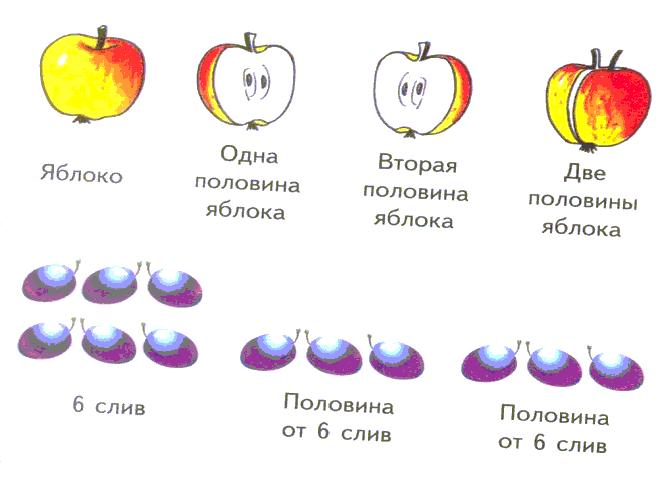 Яблоко
Одна
половина
яблока
Вторая
половина
яблока
Две
половины
яблока
6 слив
Половина
от 6 слив
Половина
от 6 слив